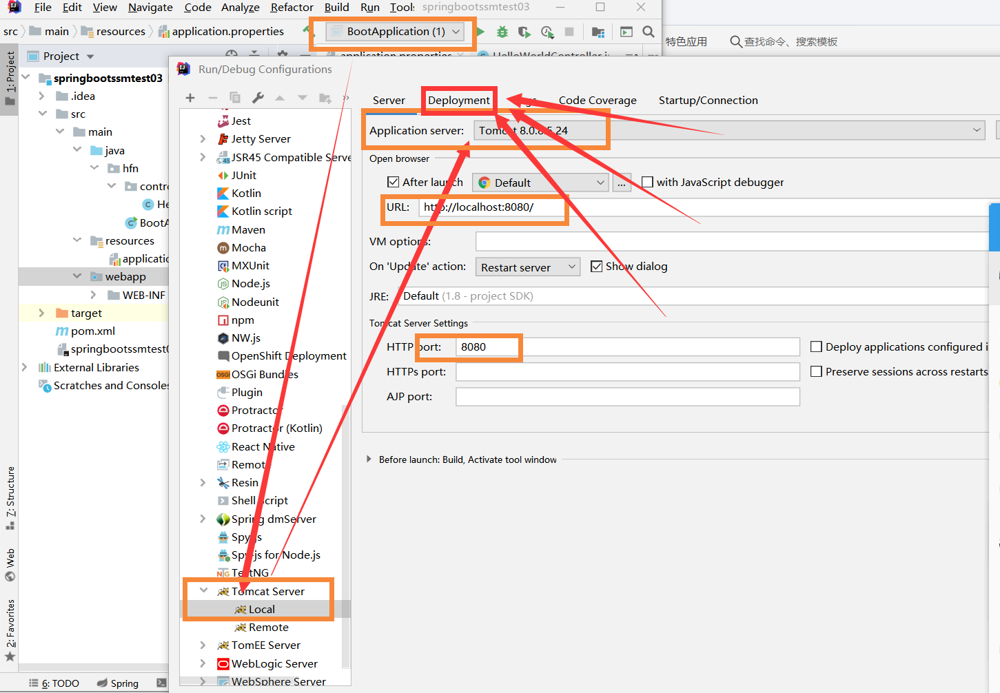 File Edit View Navigate Code Analyze Refactor Build Run Tools springbootssmtest03
src main resources application.properties BootApplication (1)
特色应用 查找命令、搜索模板
Project
application.properties HelloWorldController.j
Run/Debug Configurations
1: Project
springbootssmtest03
.idea
src
main
java
hfn
contro
He
BootA
resources
applicatio
webapp
WEB-INF
target
pom.xml
springbootssmtest0
External Libraries
Scratches and Consoles
7: Structure
Web
2: Favorites
6: TODO Spring
Jest
Jetty Server
JSR45 Compatible Serve
JUnit
Kotlin
Kotlin script
Maven
Mocha
MXUnit
Node.js
Nodeunit
npm
NW.js
OpenShift Deployment
OSGi Bundles
Plugin
Protractor
Protractor (Kotlin)
React Native
Remote
Resin
Shell Script
Spring dmServer
Spy-js
Spy-js for Node.js
TestNG
Tomcat Server
Local
Remote
TomEE Server
WebLogic Server
WebSphere Server
Server Deployment Code Coverage Startup/Connection
Application server: Tomcat 8.0.8.5.24
Open browser
After launch Default ... with JavaScript debugger
URL: http://localhost:8080/
VM options:
On 'Update' action: Restart server Show dialog
JRE: Default (1.8 - project SDK)
Tomcat Server Settings
HTTP port: 8080 Deploy applications configured i
HTTPs port: Preserve sessions across restarts
AJP port:
Before launch: Build, Activate tool window